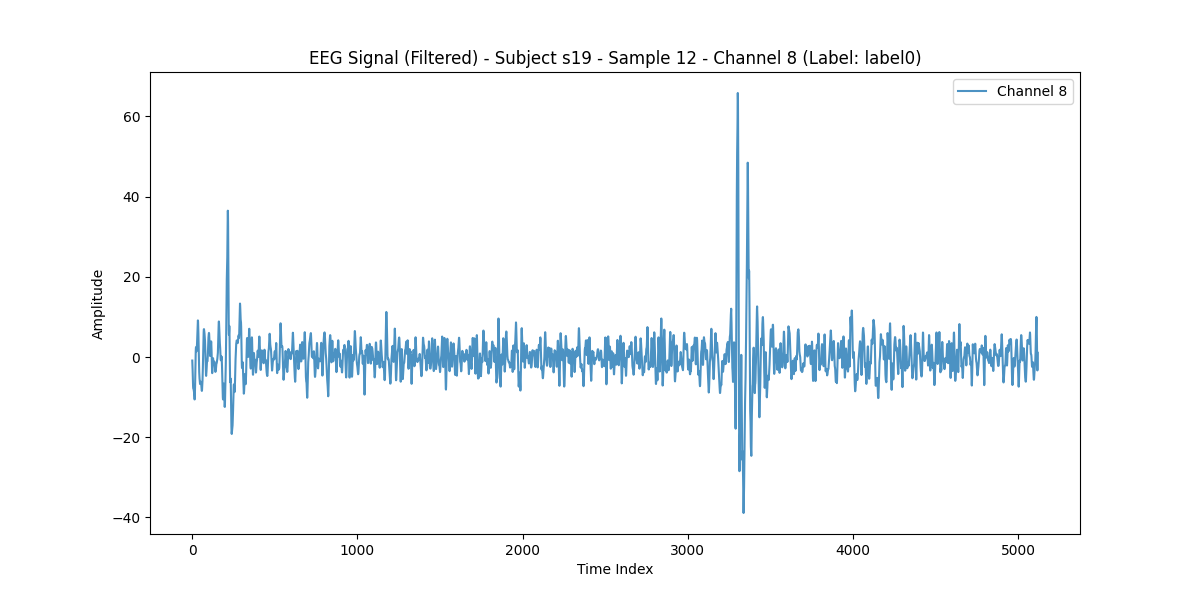 EEG Signal (Filtered) - Subject s19 - Sample 12 - Channel 8 (Label: label0)
Channel 8
60
40
20
0
−20
−40
Amplitude
0 1000 2000 3000 4000 5000
Time Index